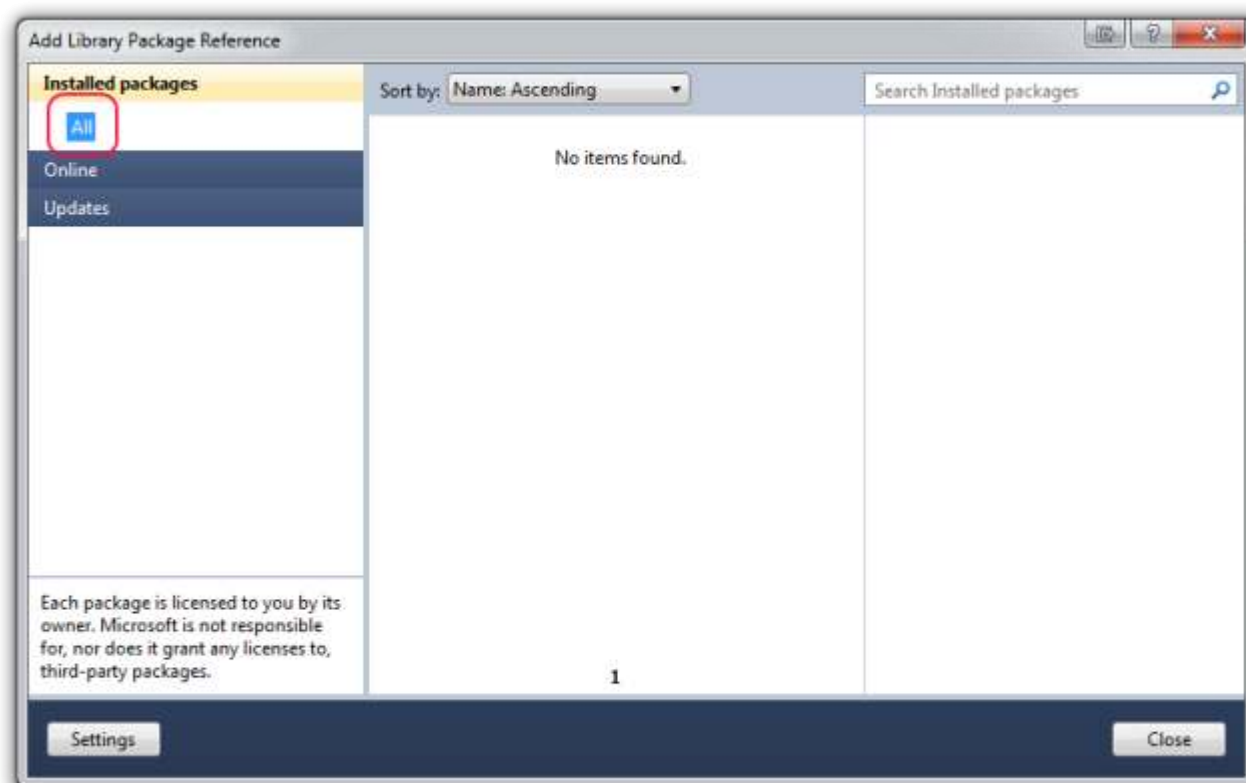 Add Library Package Reference
Installed packages
All
Online
Updates
Each package is licensed to you by its
owner. Microsoft is not responsible
for, nor does it grant any licenses to,
third-party packages.
Sort by: Name: Ascending
Search Installed packages
No items found.
1
Settings
Close